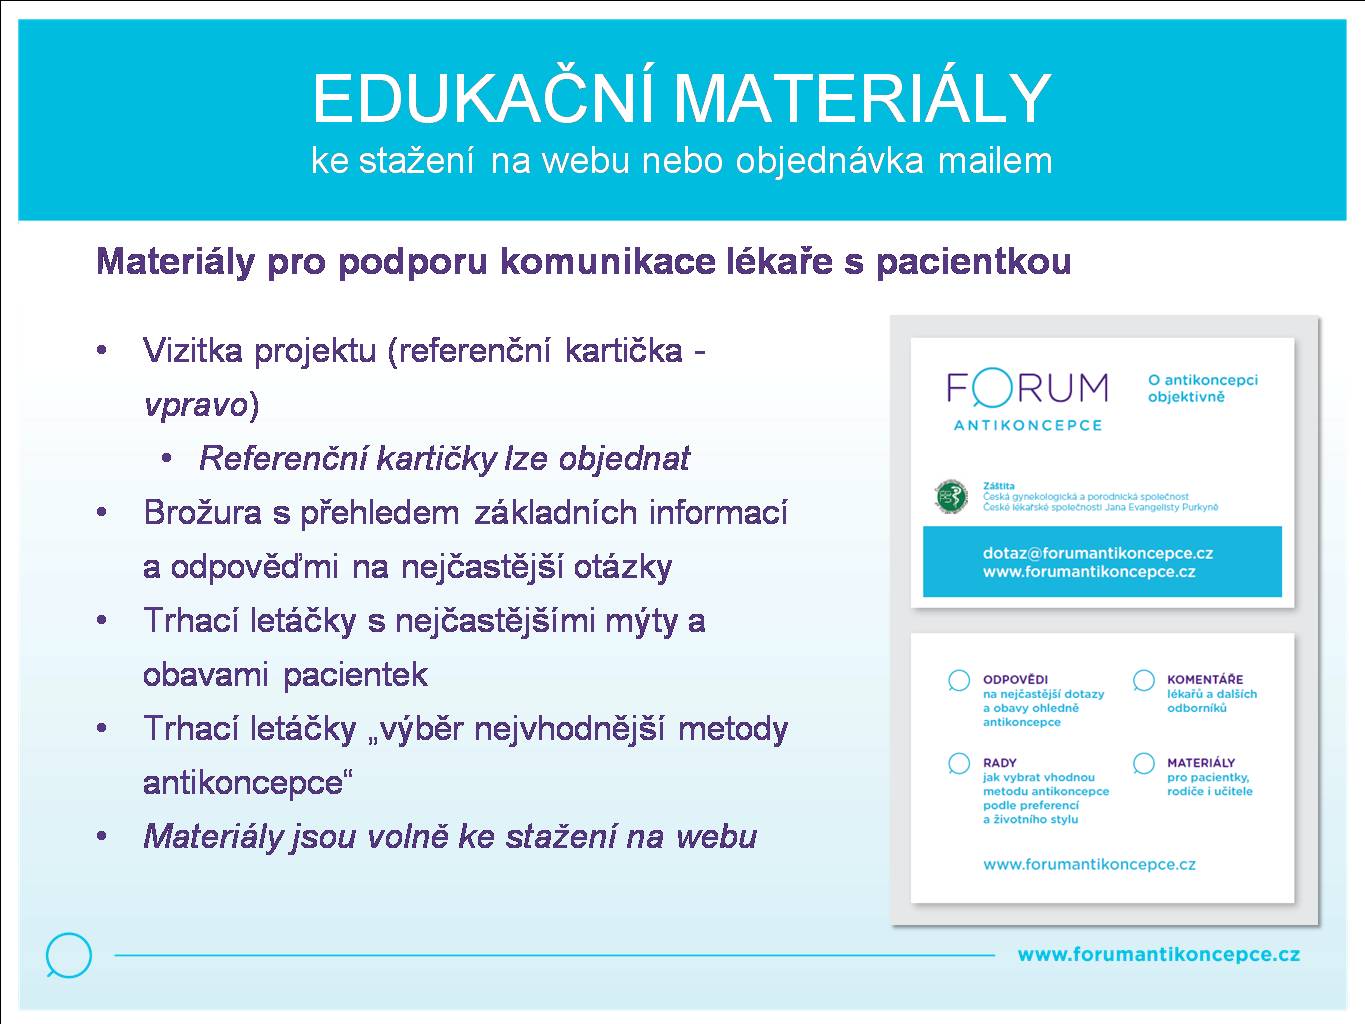 EDUKAČNÍ MATERIÁLY
ke stažení na webu nebo objednávka mailem
Materiály pro podporu komunikace lékaře s pacientkou
• Vizitka projektu (referenční kartička -
vpravo)
• Referenční kartičky lze objednat
• Brožura s přehledem základních informací
a odpověďmi na nejčastější otázky
• Trhací letáčky s nejčastějšími mýty a
obavami pacientek
• Trhací letáčky „výběr nejvhodnější metody
antikoncepce“
• Materiály jsou volně ke stažení na webu
FORUM
ANTIKONCEPCE
O antikoncepci
objektivně
Záštita
Česká gynekologická a porodnická společnost
České lékařské společnosti Jana Evangelisty Purkyně
dotaz@forumantikoncepce.cz
www.forumantikoncepce.cz
ODPOVĚDI
na nejčastější dotazy
a obavy ohledně
antikoncepce
KOMENTÁŘE
lékařů a dalších
odborníků
RADY
jak vybrat vhodnou
metodu antikoncepce
podle preferencí
a životního stylu
MATERIÁLY
pro pacientky,
rodiče i učitele
www.forumantikoncepce.cz
www.forumantikoncepce.cz